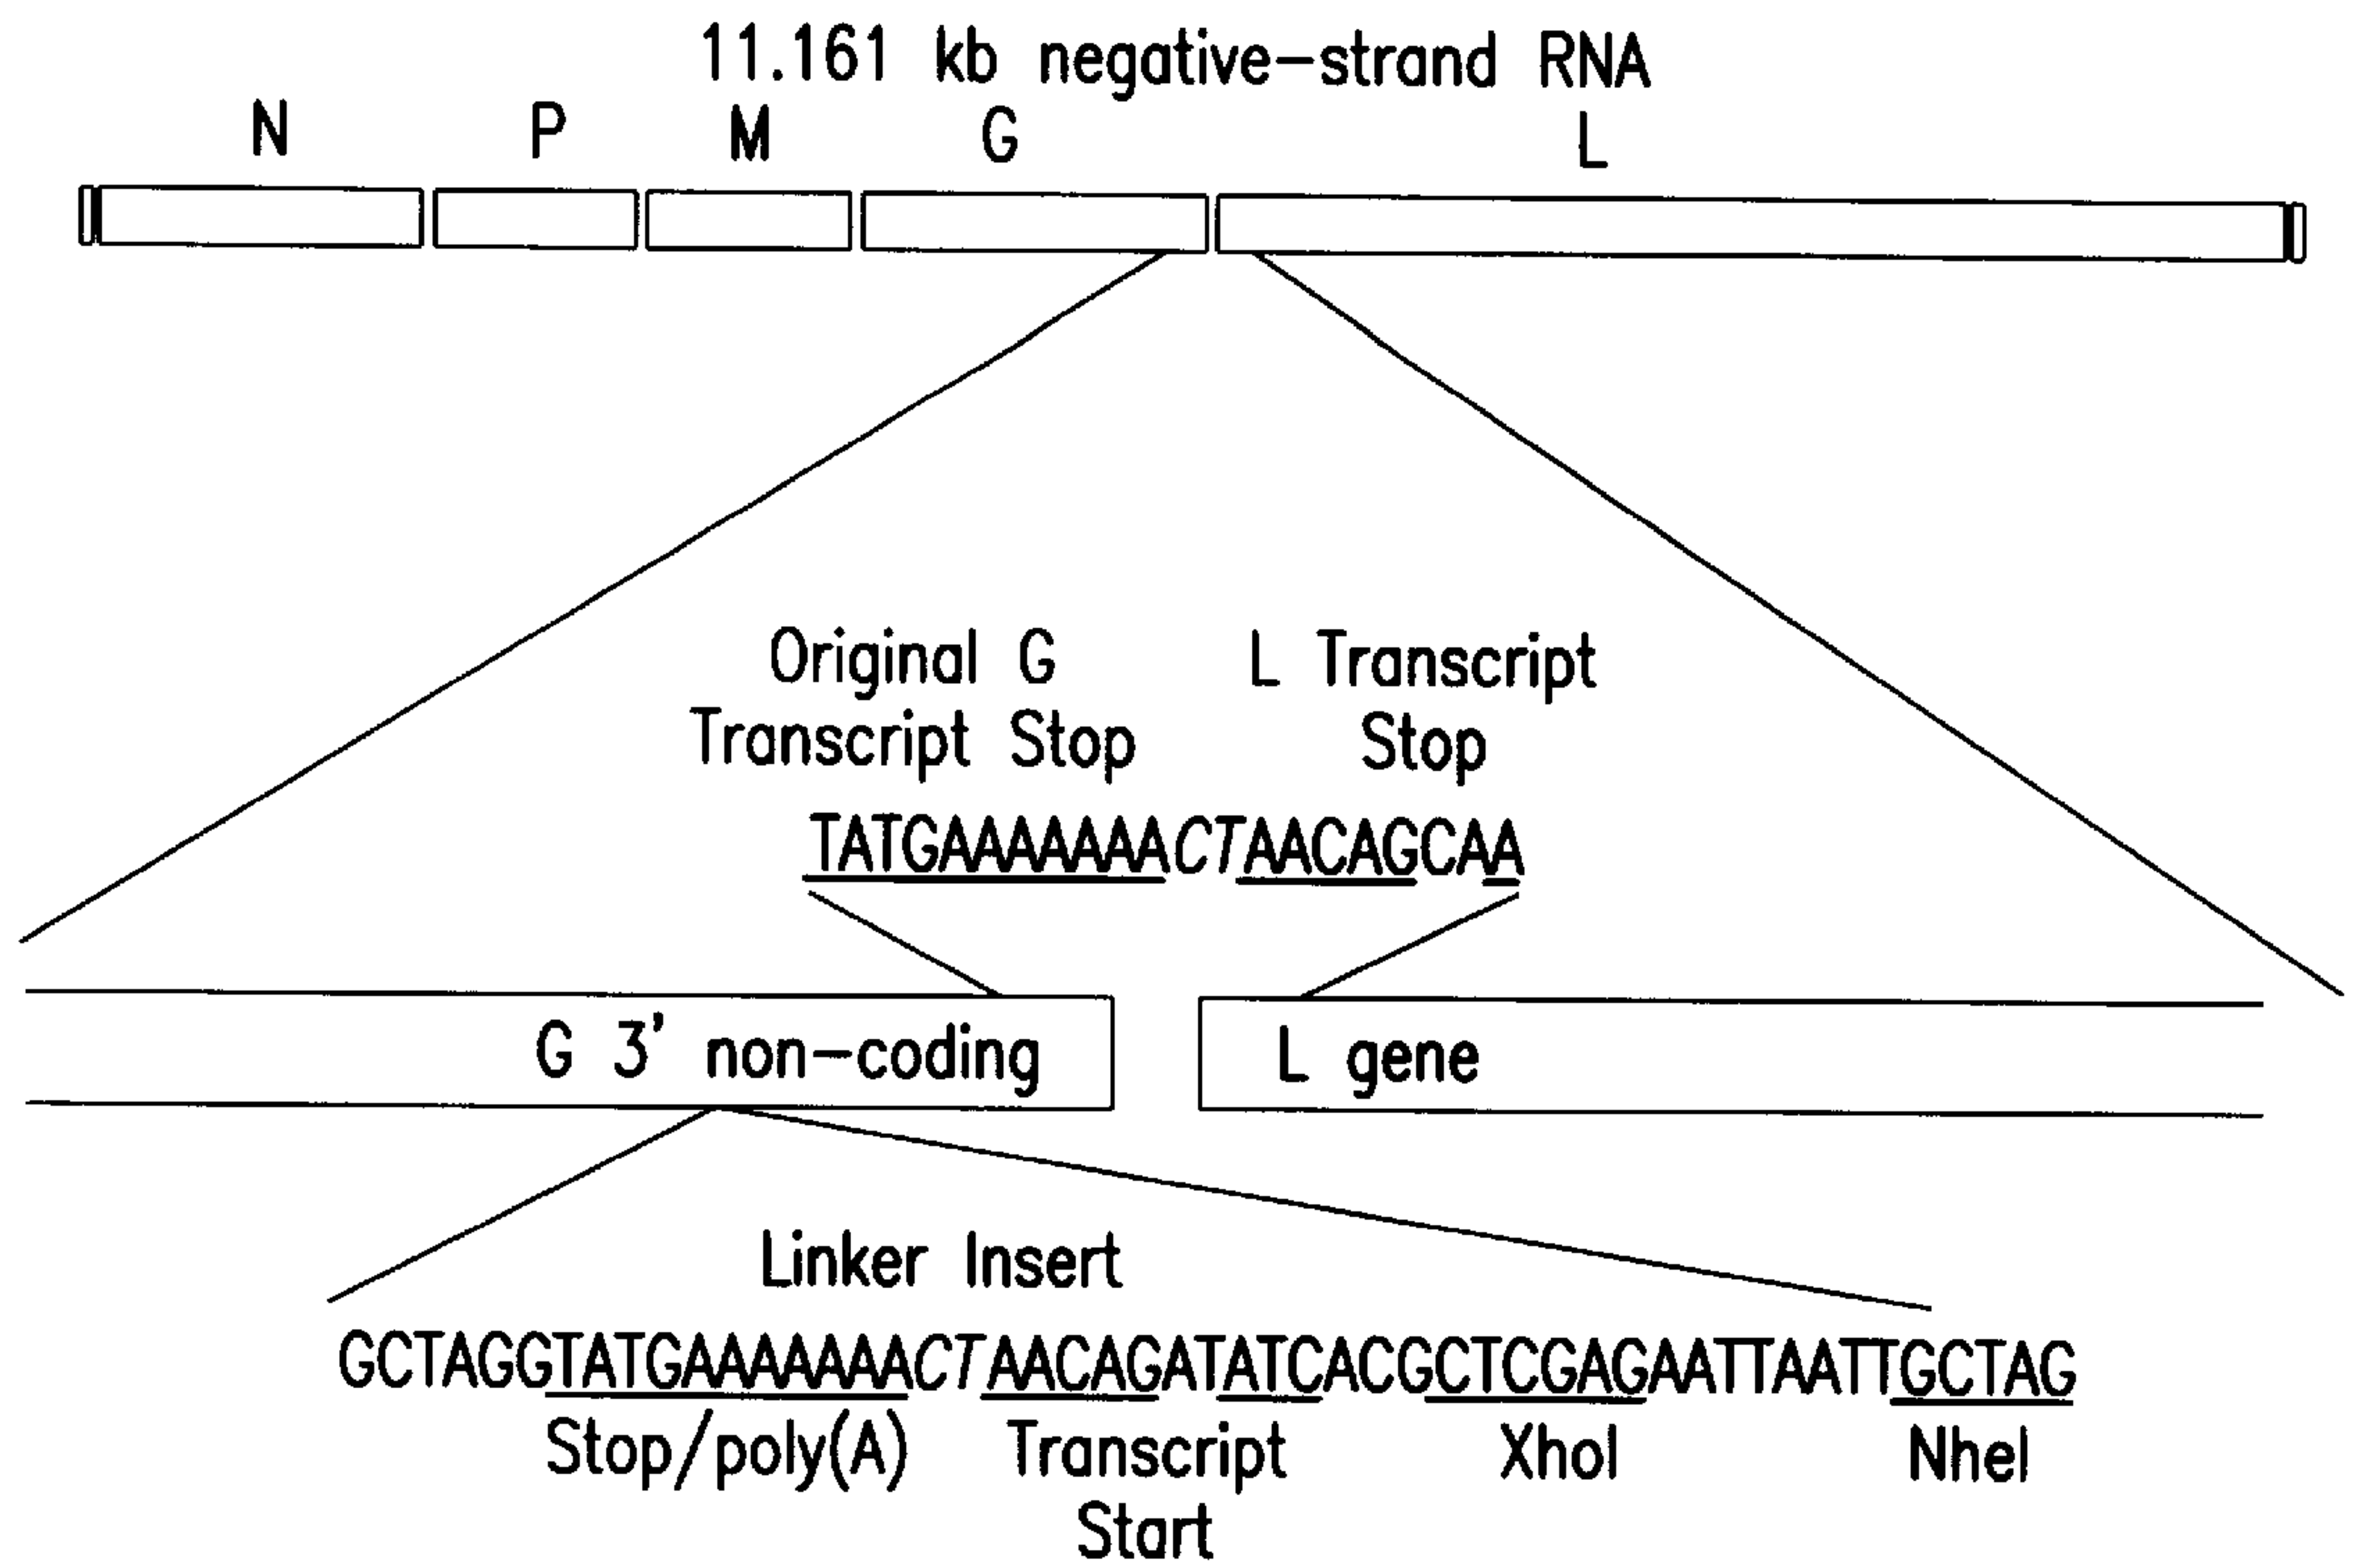 11.161 kb negative-strand RNA
N P M G L
Original G L Transcript
Transcript Stop Stop
TATGAAAAAAACTAACAGCAA
G 3' non-coding L gene
Linker Insert
GCTAGGTATGAAAAAAACTAACAGATATCACGCTCGAGAATTAATTGCTAG
Stop/poly(A) Transcript XhoI NheI
Start